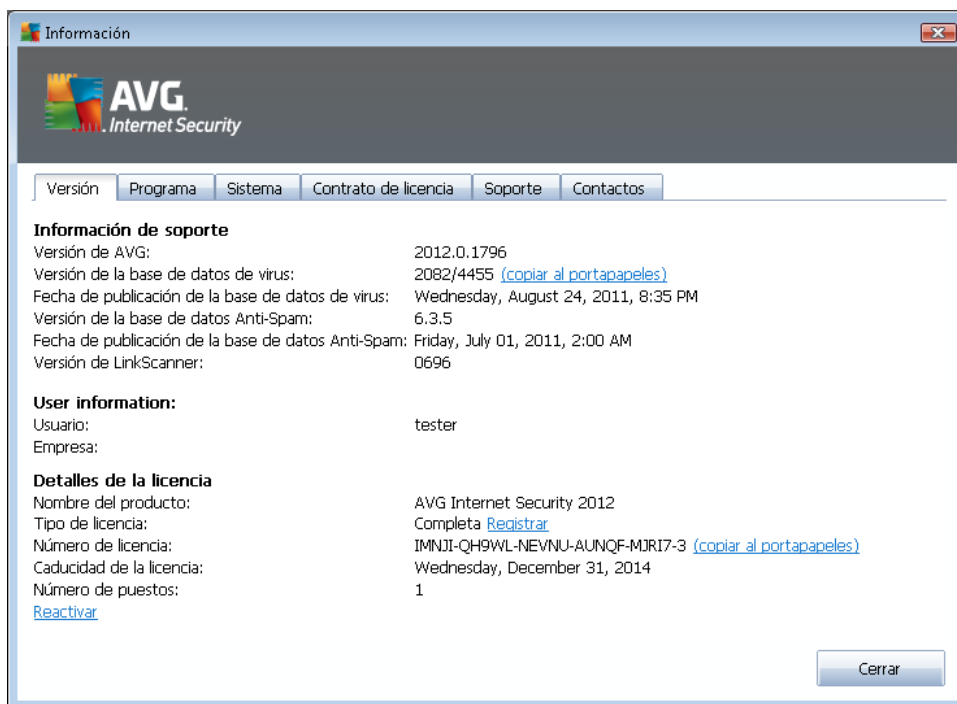 Información
AVG.
Internet Security
Versión Programa Sistema Contrato de licencia Soporte Contactos
Información de soporte
Versión de AVG: 2012.0.1796
Versión de la base de datos de virus: 2082/4455 (copiar al portapapeles)
Fecha de publicación de la base de datos de virus: Wednesday, August 24, 2011, 8:35 PM
Versión de la base de datos Anti-Spam: 6.3.5
Fecha de publicación de la base de datos Anti-Spam: Friday, July 01, 2011, 2:00 AM
Versión de LinkScanner: 0696
User information:
Usuario: tester
Empresa:
Detalles de la licencia
Nombre del producto: AVG Internet Security 2012
Tipo de licencia: Completa Registrar
Número de licencia: IMNJI-QH9WL-NEVNU-AUNQF-MJRI7-3 (copiar al portapapeles)
Caducidad de la licencia: Wednesday, December 31, 2014
Número de puestos: 1
Reactivar
Cerrar